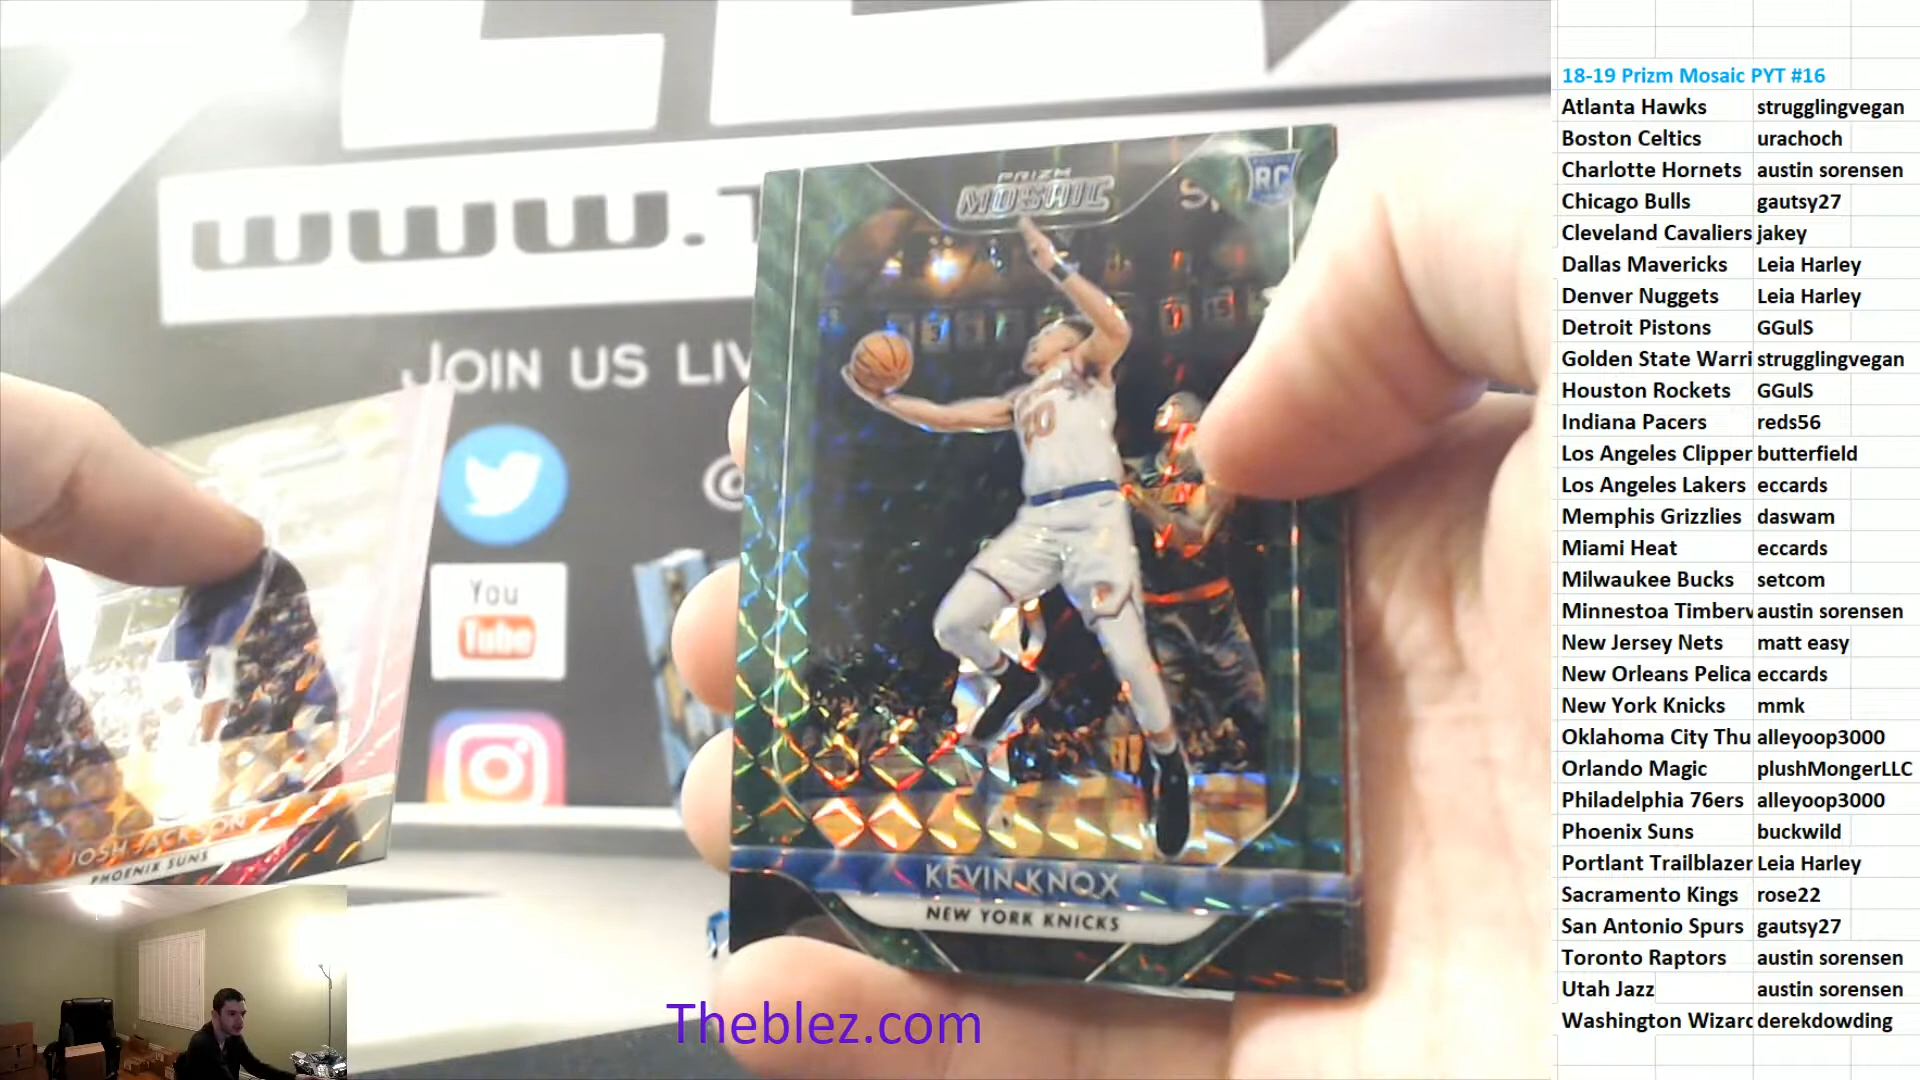 www.
JOIN US LIV
@
You
Tube
PRIZM
MOSAIC
RC
20
KEVIN KNOX
NEW YORK KNICKS
JOSH JACKSON
PHOENIX SUNS
Theblez.com
18-19 Prizm Mosaic PYT #16
Atlanta Hawks strugglingvegan
Boston Celtics urachoch
Charlotte Hornets austin sorensen
Chicago Bulls gautsy27
Cleveland Cavaliers jakey
Dallas Mavericks Leia Harley
Denver Nuggets Leia Harley
Detroit Pistons GGulS
Golden State Warri strugglingvegan
Houston Rockets GGulS
Indiana Pacers reds56
Los Angeles Clipper butterfield
Los Angeles Lakers eccards
Memphis Grizzlies daswam
Miami Heat eccards
Milwaukee Bucks setcom
Minnestoa Timberv austin sorensen
New Jersey Nets matt easy
New Orleans Pelica eccards
New York Knicks mmk
Oklahoma City Thu alleyoop3000
Orlando Magic plushMongerLLC
Philadelphia 76ers alleyoop3000
Phoenix Suns buckwild
Portlant Trailblazer Leia Harley
Sacramento Kings rose22
San Antonio Spurs gautsy27
Toronto Raptors austin sorensen
Utah Jazz austin sorensen
Washington Wizard derekdowding